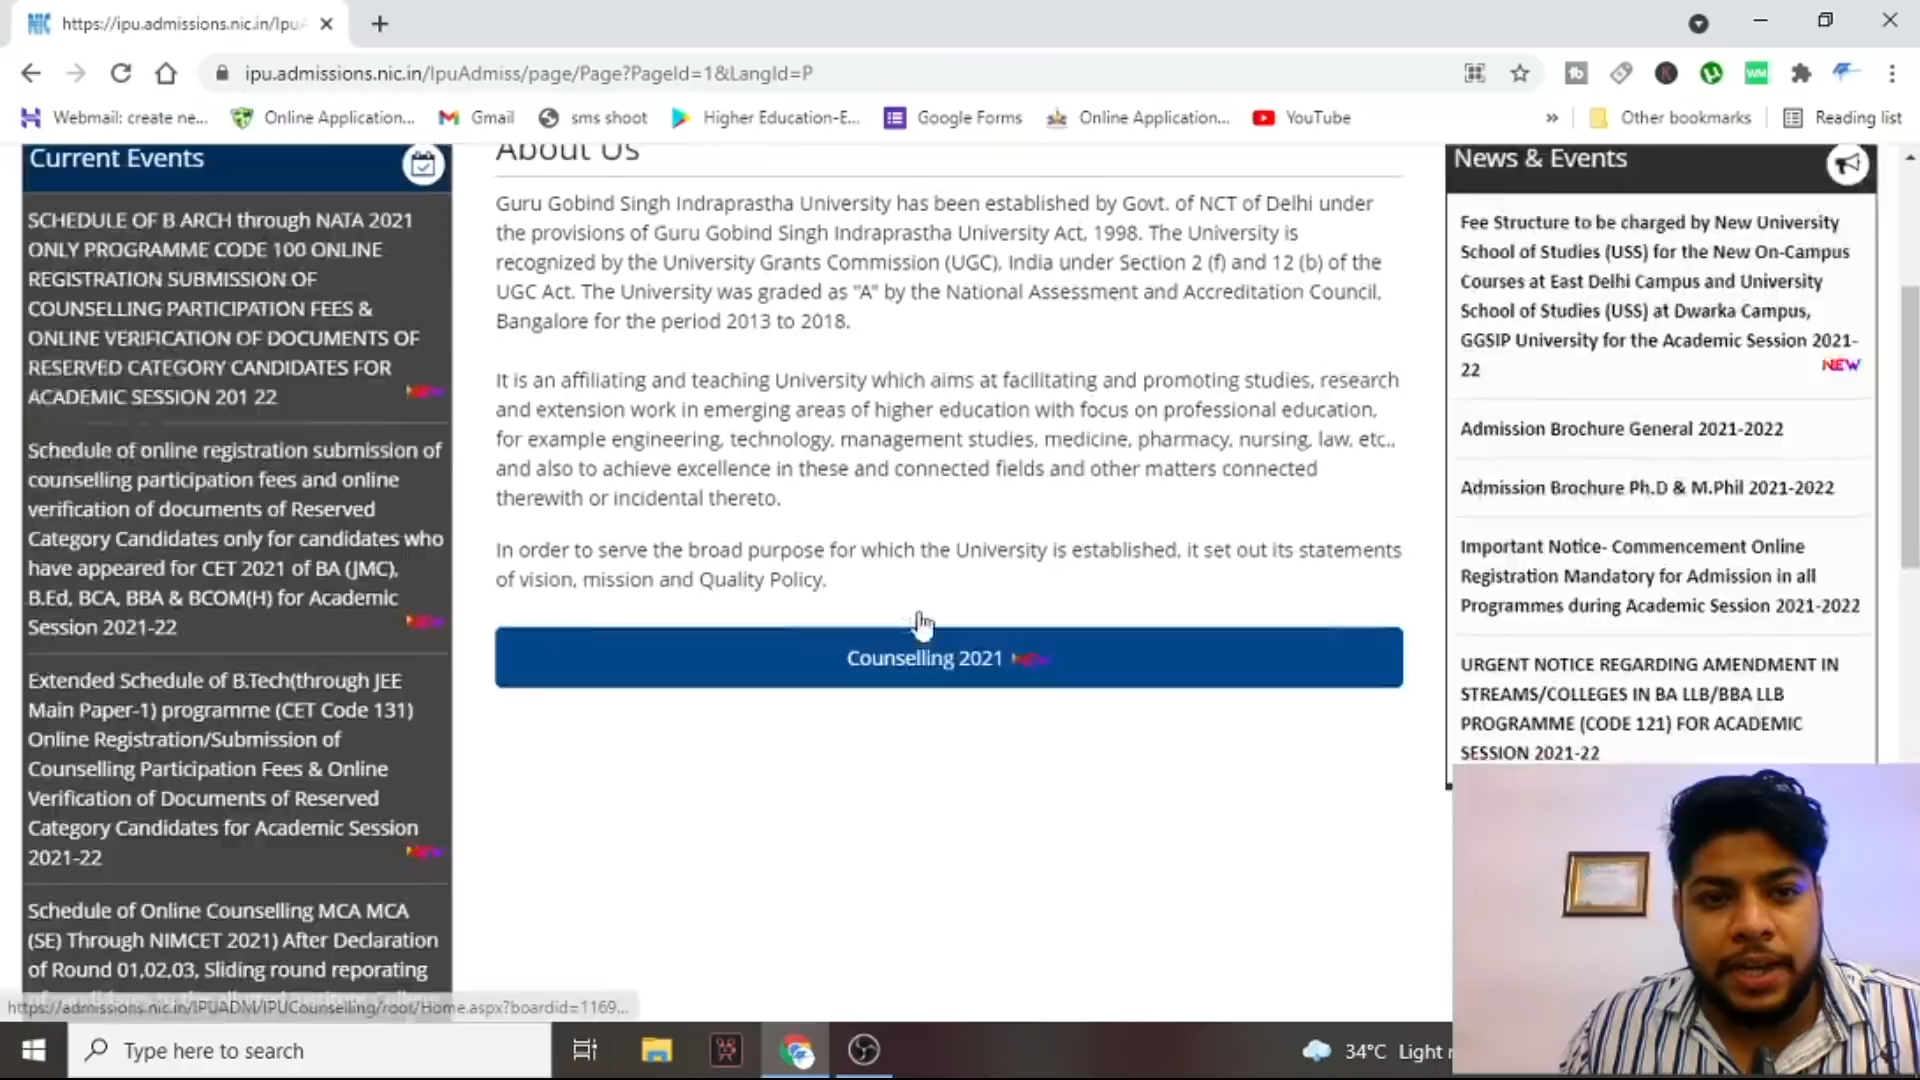 https://ipu.admissions.nic.in/Ipu
ipu.admissions.nic.in/IpuAdmiss/page/Page?PageId=1&LangId=P
Webmail: create ne... Online Application... Gmail sms shoot Higher Education-E... Google Forms Online Application... YouTube » Other bookmarks Reading list
Current Events
SCHEDULE OF B ARCH through NATA 2021
ONLY PROGRAMME CODE 100 ONLINE
REGISTRATION SUBMISSION OF
COUNSELLING PARTICIPATION FEES &
ONLINE VERIFICATION OF DOCUMENTS OF
RESERVED CATEGORY CANDIDATES FOR
ACADEMIC SESSION 201 22
Schedule of online registration submission of
counselling participation fees and online
verification of documents of Reserved
Category Candidates only for candidates who
have appeared for CET 2021 of BA (JMC),
B.Ed, BCA, BBA & BCOM(H) for Academic
Session 2021-22
Extended Schedule of B.Tech(through JEE
Main Paper-1) programme (CET Code 131)
Online Registration/Submission of
Counselling Participation Fees & Online
Verification of Documents of Reserved
Category Candidates for Academic Session
2021-22
Schedule of Online Counselling MCA MCA
(SE) Through NIMCET 2021) After Declaration
of Round 01,02,03, Sliding round reporating
https://admissions.nic.in/IPUADM/IPUCounselling/root/Home.aspx?boardid=1169...
About Us
Guru Gobind Singh Indraprastha University has been established by Govt. of NCT of Delhi under
the provisions of Guru Gobind Singh Indraprastha University Act, 1998. The University is
recognized by the University Grants Commission (UGC), India under Section 2 (f) and 12 (b) of the
UGC Act. The University was graded as "A" by the National Assessment and Accreditation Council,
Bangalore for the period 2013 to 2018.
It is an affiliating and teaching University which aims at facilitating and promoting studies, research
and extension work in emerging areas of higher education with focus on professional education,
for example engineering, technology, management studies, medicine, pharmacy, nursing, law, etc.,
and also to achieve excellence in these and connected fields and other matters connected
therewith or incidental thereto.
In order to serve the broad purpose for which the University is established, it set out its statements
of vision, mission and Quality Policy.
Counselling 2021 NEW
News & Events
Fee Structure to be charged by New University
School of Studies (USS) for the New On-Campus
Courses at East Delhi Campus and University
School of Studies (USS) at Dwarka Campus,
GGSIP University for the Academic Session 2021-
22 NEW
Admission Brochure General 2021-2022
Admission Brochure Ph.D & M.Phil 2021-2022
Important Notice- Commencement Online
Registration Mandatory for Admission in all
Programmes during Academic Session 2021-2022
URGENT NOTICE REGARDING AMENDMENT IN
STREAMS/COLLEGES IN BA LLB/BBA LLB
PROGRAMME (CODE 121) FOR ACADEMIC
SESSION 2021-22
Type here to search
34°C Light